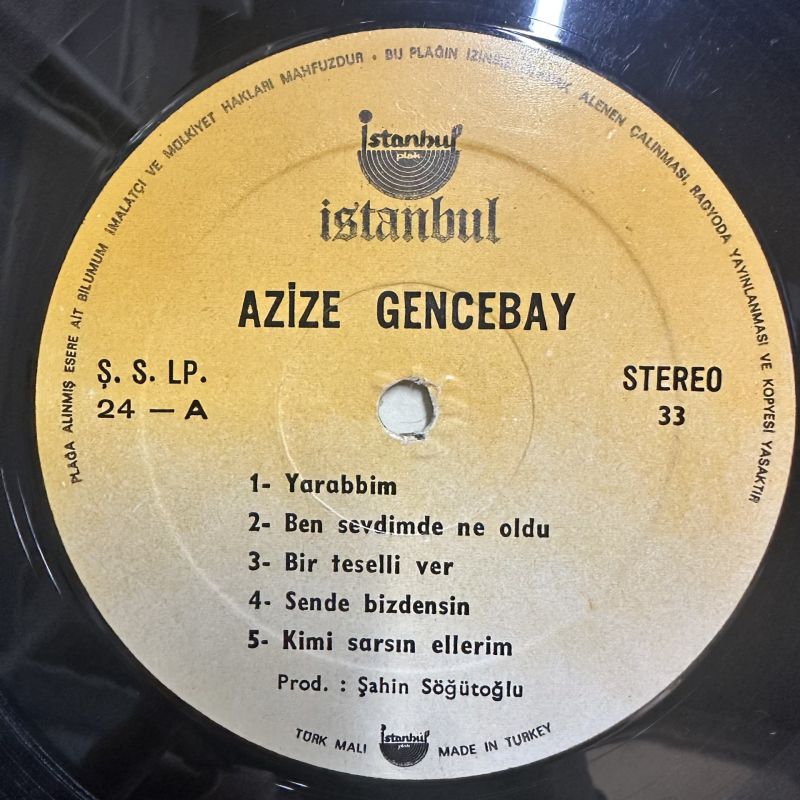 PLAĞA ALINMIŞ ESERE AİT BİLUMUM İMALATÇI VE MÜLKİYET HAKLARI MAHFUZDUR • BU PLAĞIN ALENEN ÇALINMASI, RADYODA YAYINLANMASI VE KOPYESİ YASAKTIR
İstanbul
plak
istanbul
AZİZE GENCEBAY
Ş. S. LP.
24 — A
STEREO
33
1- Yarabbim
2- Ben sevdimde ne oldu
3- Bir teselli ver
4- Sende bizdensin
5- Kimi sarsın ellerim
Prod. : Şahin Söğütoğlu
TÜRK MALI
İstanbul
plak
MADE IN TURKEY